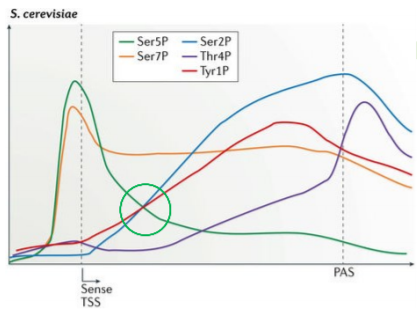 S. cerevisiae
Ser5P Ser2P
Ser7P Thr4P
Tyr1P
PAS
Sense
TSS